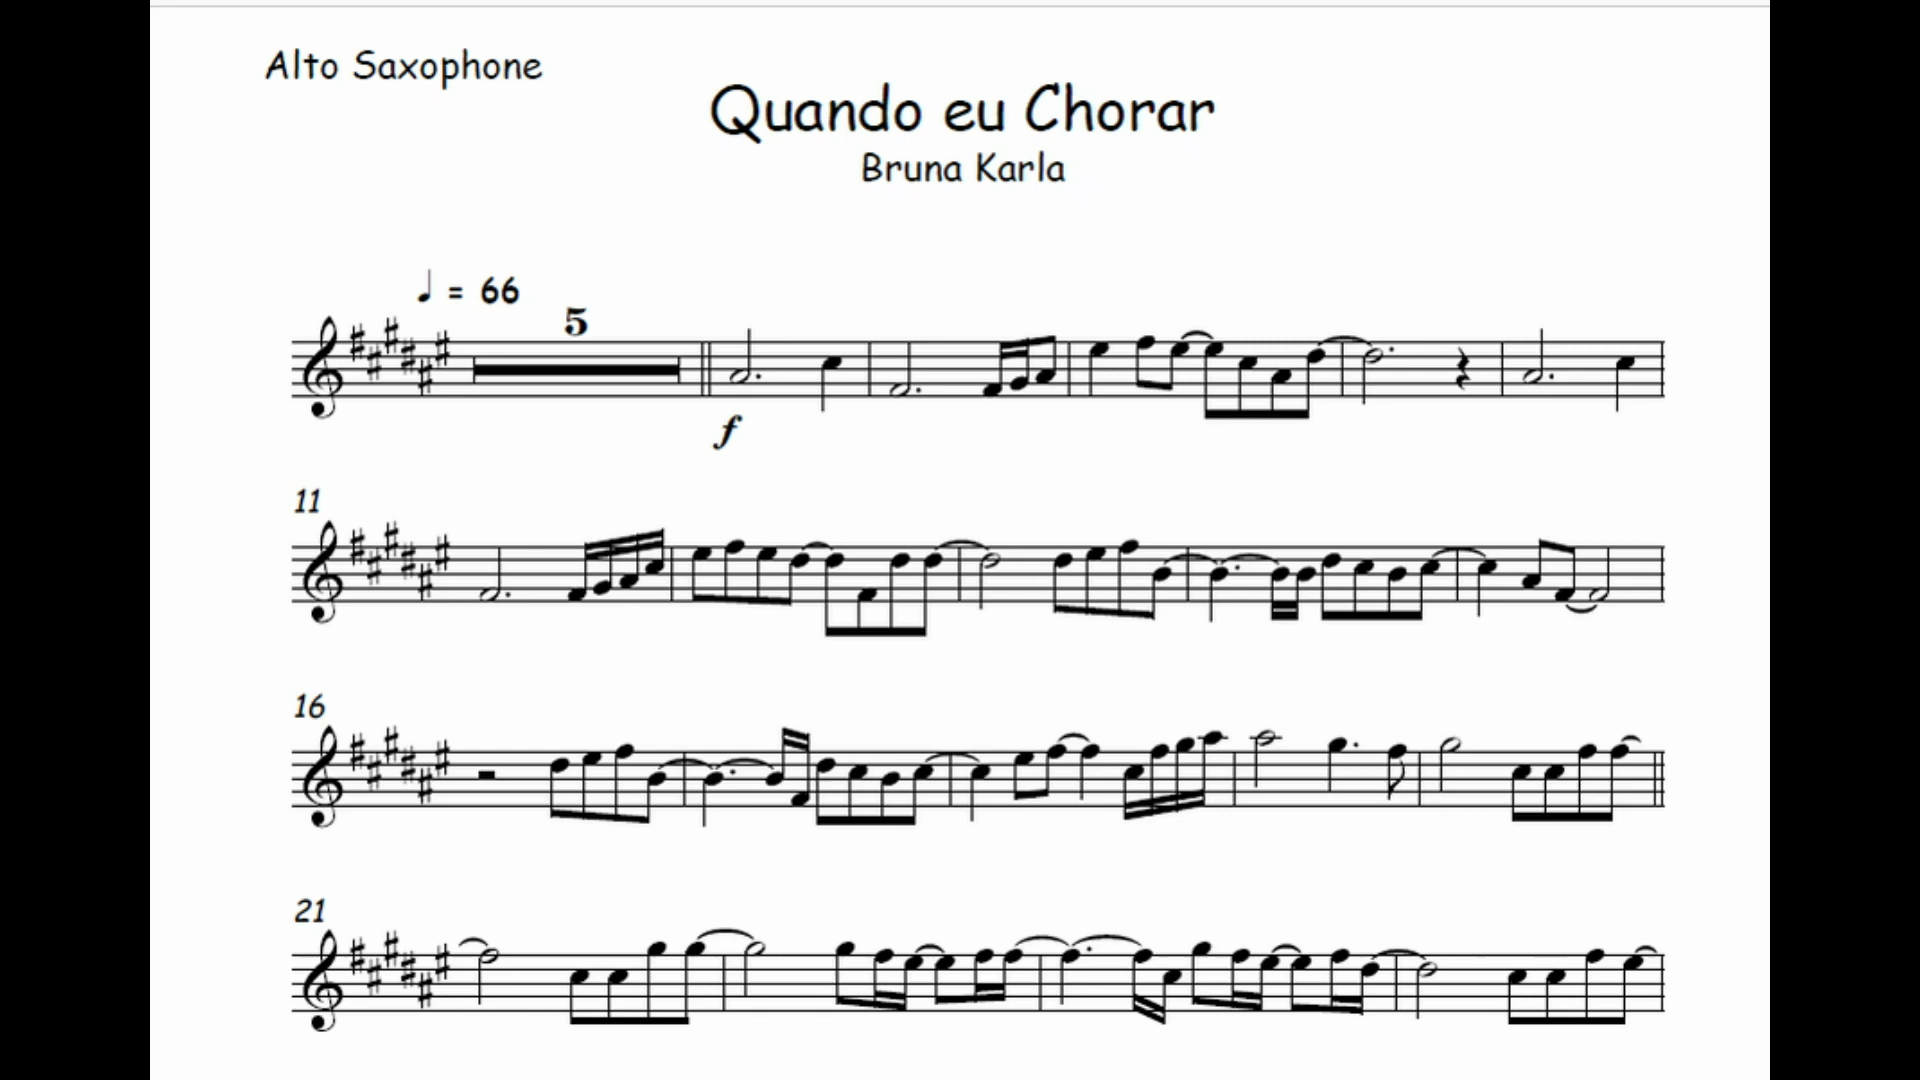 Alto Saxophone
Quando eu Chorar
Bruna Karla
♩ = 66
5
f
11
16
21